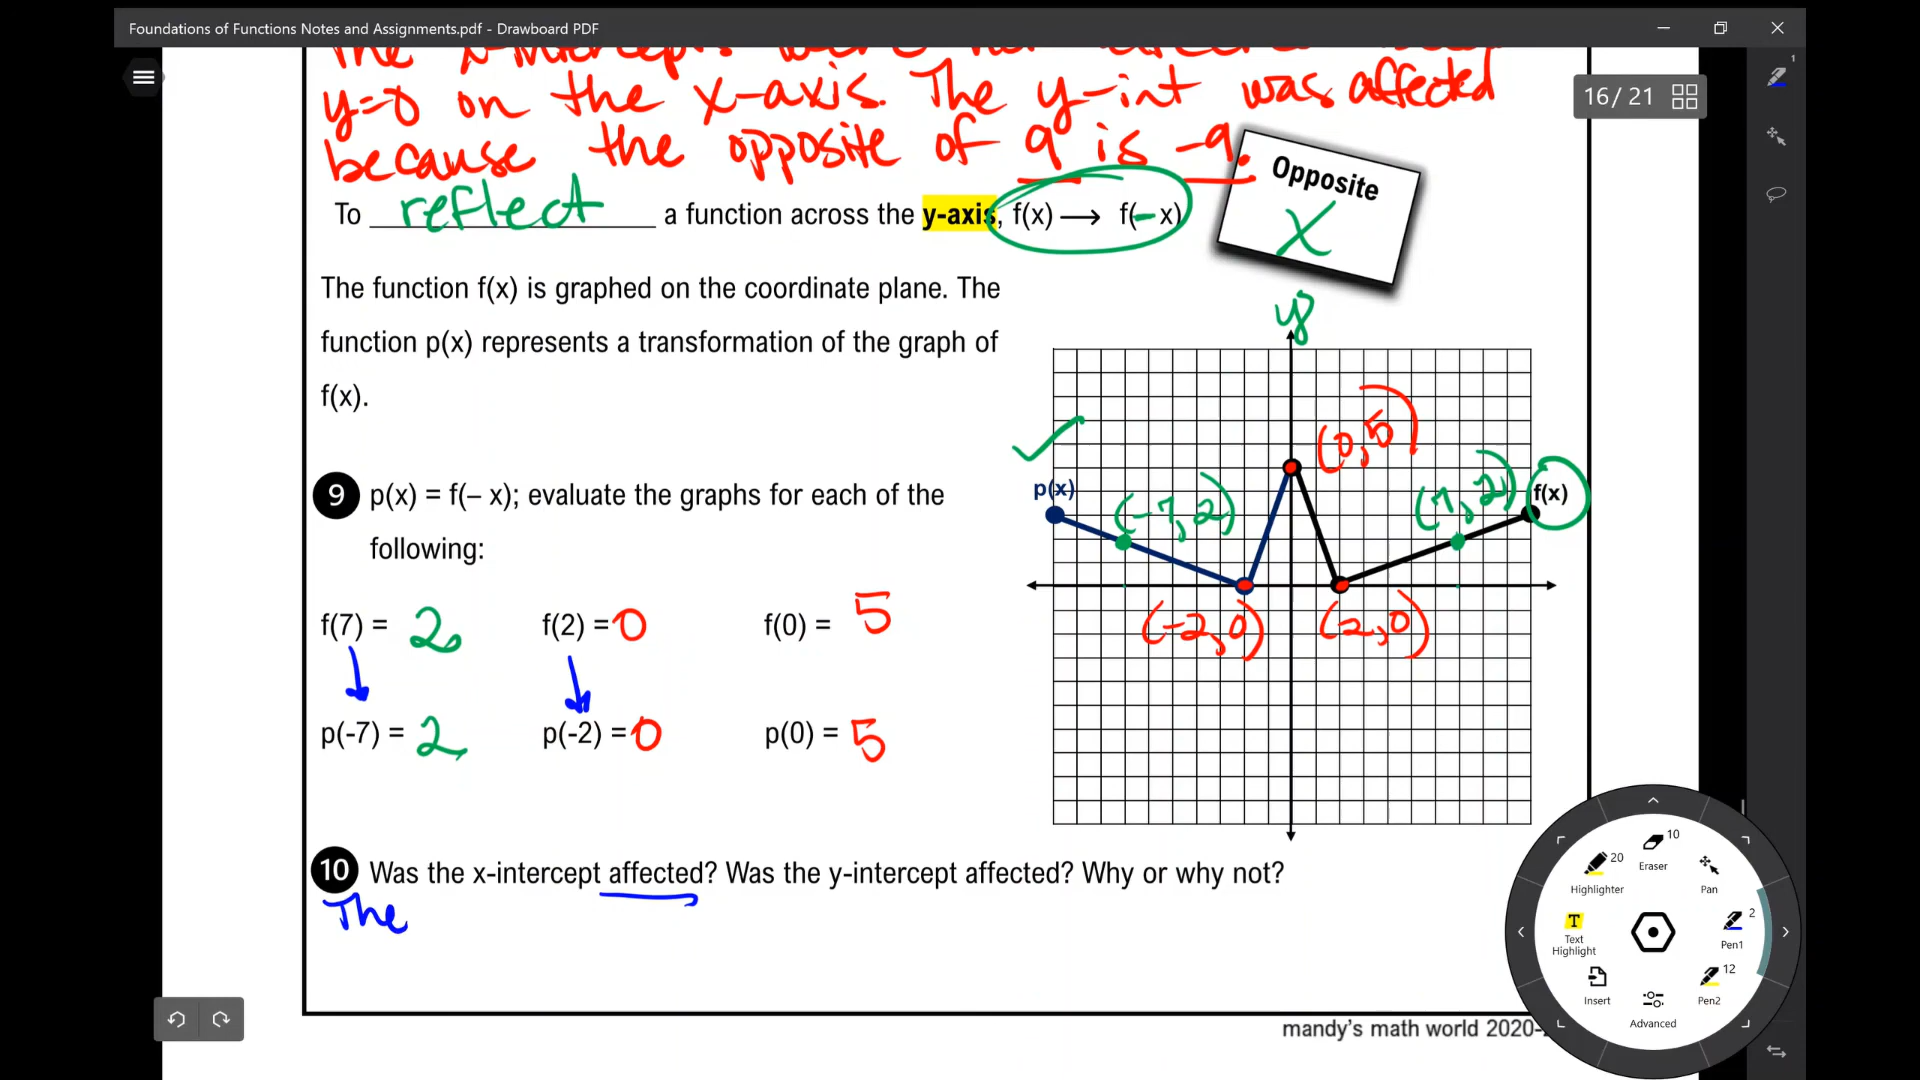 Foundations of Functions Notes and Assignments.pdf - Drawboard PDF
1
16 / 21
The x-intercept
y=0 on the x-axis. The y-int was affected
because the opposite of 9 is -9.
Opposite
x
To reflect a function across the y-axis, f(x) ⟶ f(- x)
The function f(x) is graphed on the coordinate plane. The
function p(x) represents a transformation of the graph of
f(x).
y
(0,5)
p(x)
(-7,2)
(7,2)
f(x)
(-2,0)
(2,0)
9 p(x) = f(– x); evaluate the graphs for each of the
following:
f(7) = 2 f(2) = 0 f(0) = 5
p(-7) = 2 p(-2) = 0 p(0) = 5
10 Was the x-intercept affected? Was the y-intercept affected? Why or why not?
The
mandy's math world 2020-
10
Eraser
20
Highlighter
Pan
T
Text
Highlight
2
Pen1
Insert
12
Pen2
Advanced